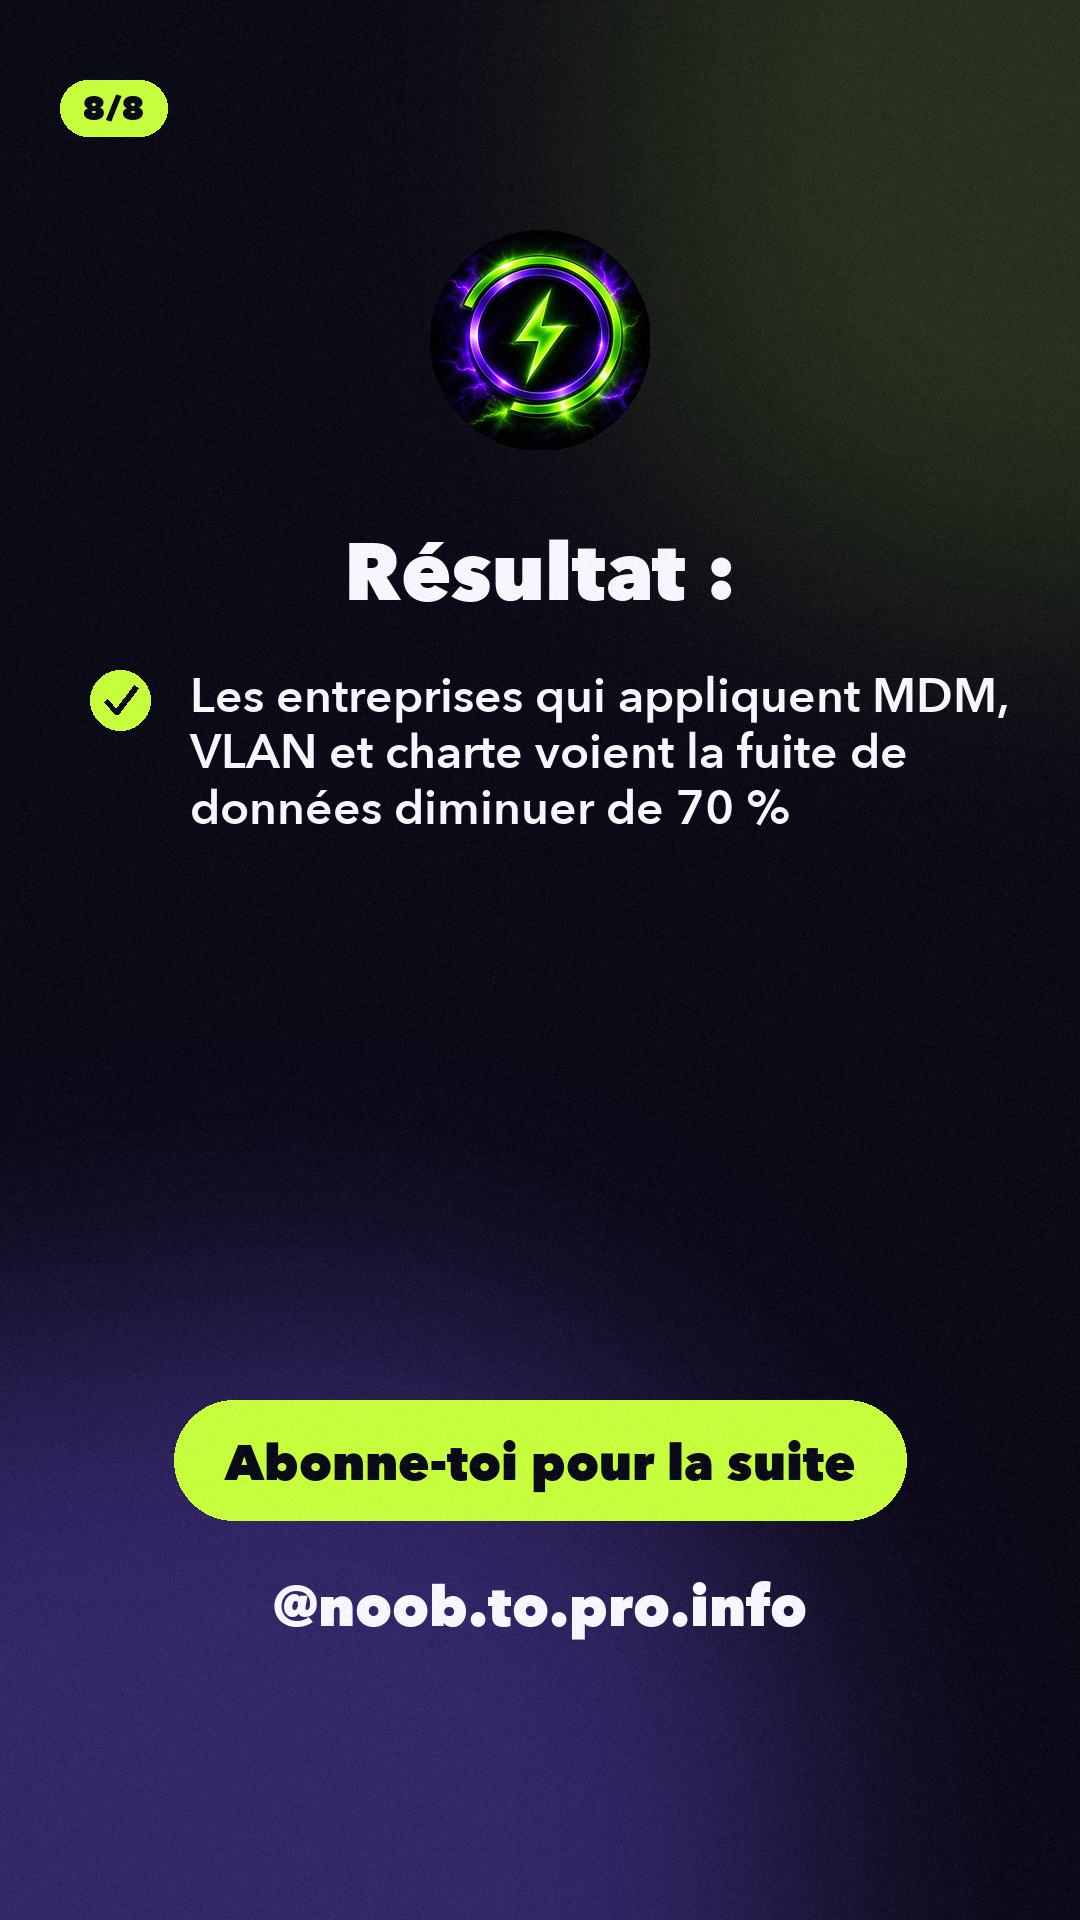 8/8
Résultat :
Les entreprises qui appliquent MDM,
VLAN et charte voient la fuite de
données diminuer de 70 %
Abonne-toi pour la suite
@noob.to.pro.info